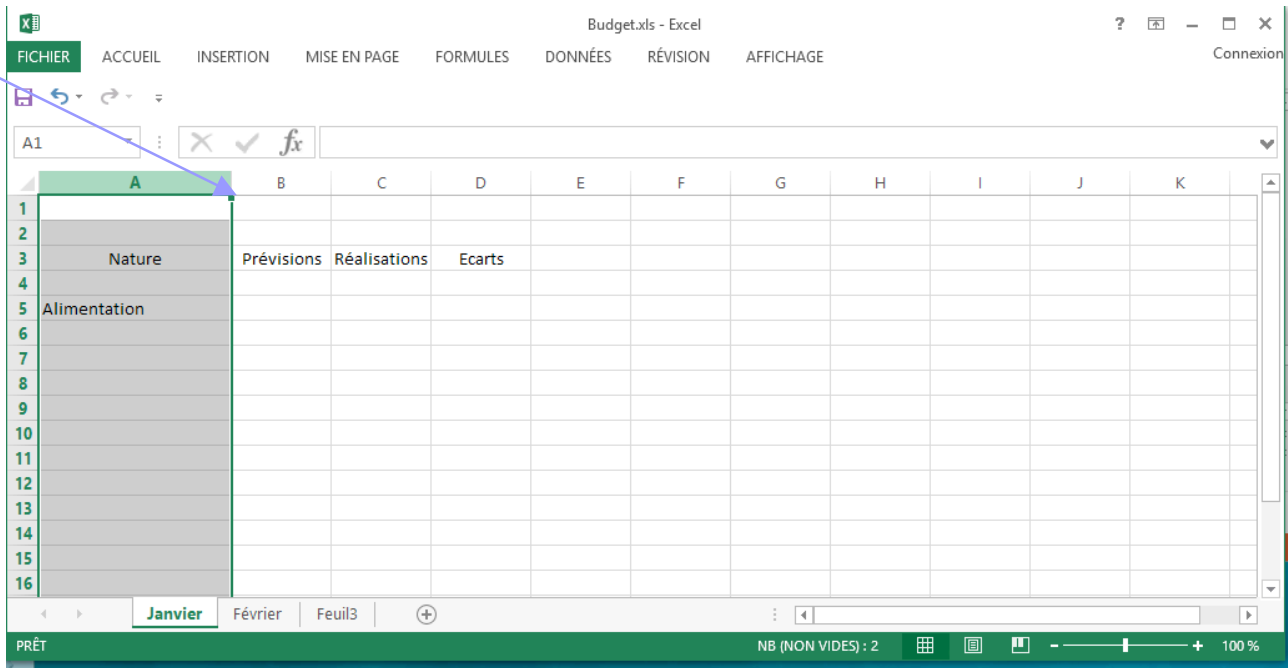 Budget.xls - Excel
?
FICHIER ACCUEIL INSERTION MISE EN PAGE FORMULES DONNÉES RÉVISION AFFICHAGE Connexion
A1 fx
A B C D E F G H I J K
1
2
3 Nature Prévisions Réalisations Ecarts
4
5 Alimentation
6
7
8
9
10
11
12
13
14
15
16
Janvier Février Feuil3
PRÊT NB (NON VIDES) : 2 - + 100 %